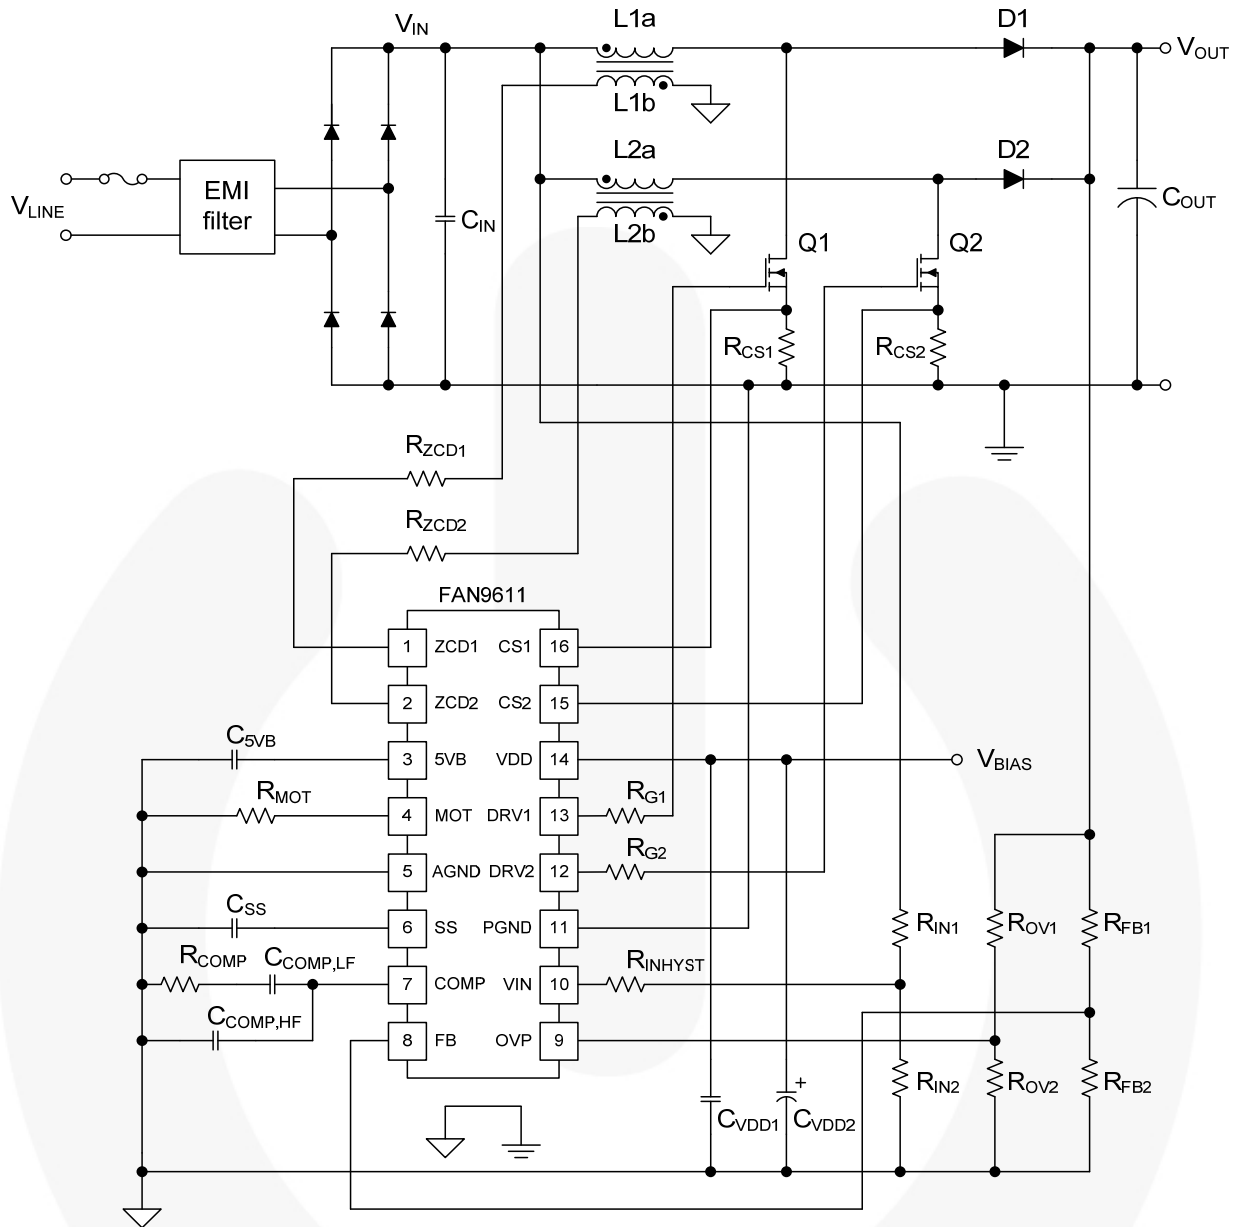 L1a
D1
VIN
VOUT
L1b
L2a
D2
EMI
filter
VLINE
CIN
COUT
L2b
Q1
Q2
RCS1
RCS2
RZCD1
RZCD2
FAN9611
1 ZCD1 CS1 16
2 ZCD2 CS2 15
C5VB
3 5VB VDD 14
VBIAS
RMOT
RG1
4 MOT DRV1 13
RG2
5 AGND DRV2 12
CSS
6 SS PGND 11
RIN1
ROV1
RFB1
RCOMP
CCOMP,LF
RINHYST
7 COMP VIN 10
CCOMP,HF
8 FB OVP 9
RIN2
ROV2
RFB2
+
CVDD1
CVDD2